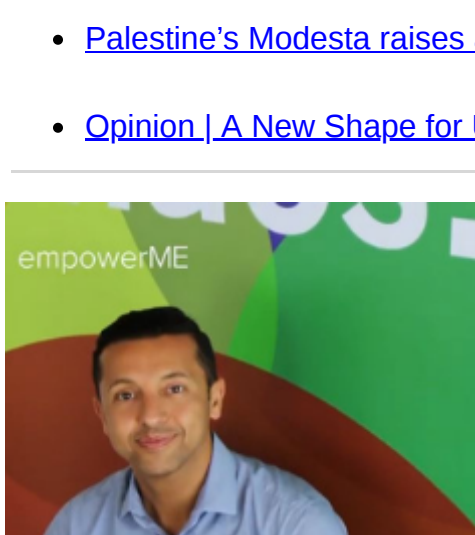 Palestine's Modesta raises
Opinion | A New Shape for
empowerME